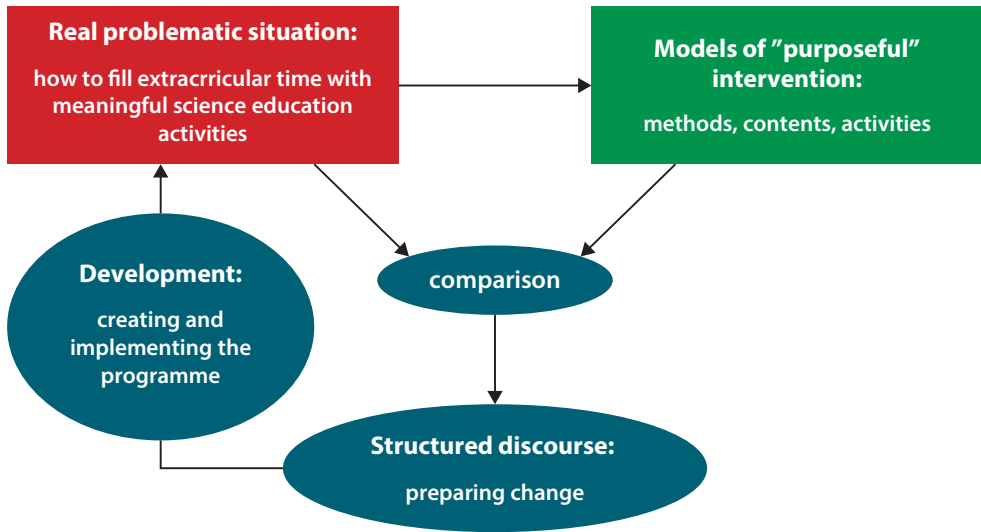 Real problematic situation:
how to fill extracrricular time with
meaningful science education
activities
Models of ”purposeful”
intervention:
methods, contents, activities
comparison
Development:
creating and
implementing the
programme
Structured discourse:
preparing change